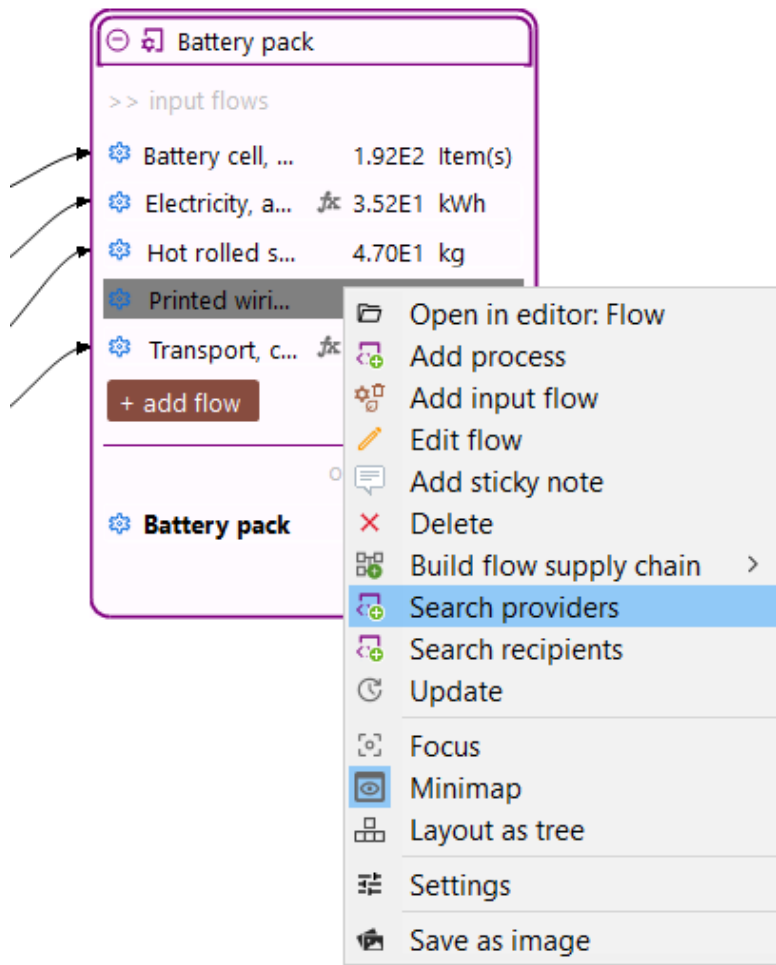 Battery pack
>> input flows
Battery cell, ... 1.92E2 Item(s)
Electricity, a... fx 3.52E1 kWh
Hot rolled s... 4.70E1 kg
Printed wiri...
Transport, c... fx
+ add flow
o
Battery pack
Open in editor: Flow
Add process
Add input flow
Edit flow
Add sticky note
Delete
Build flow supply chain >
Search providers
Search recipients
Update
Focus
Minimap
Layout as tree
Settings
Save as image